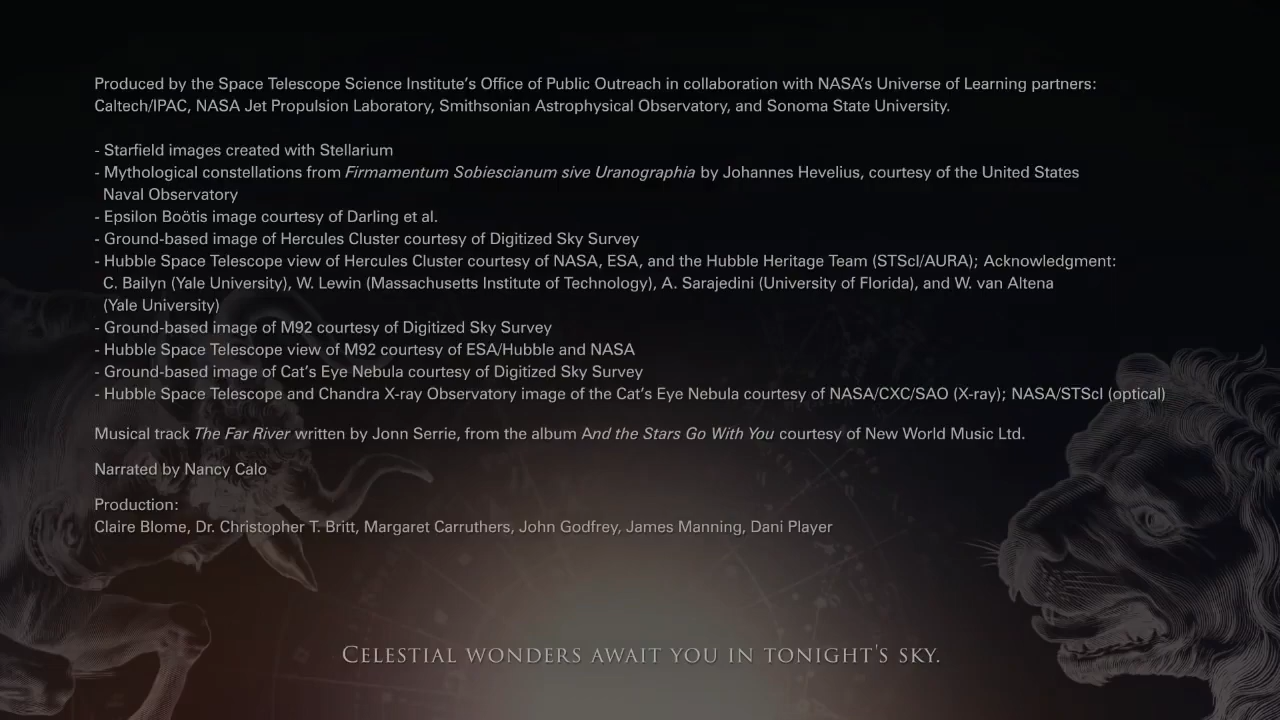 Produced by the Space Telescope Science Institute's Office of Public Outreach in collaboration with NASA's Universe of Learning partners:
Caltech/IPAC, NASA Jet Propulsion Laboratory, Smithsonian Astrophysical Observatory, and Sonoma State University.
- Starfield images created with Stellarium
- Mythological constellations from Firmamentum Sobiescianum sive Uranographia by Johannes Hevelius, courtesy of the United States
Naval Observatory
- Epsilon Boötis image courtesy of Darling et al.
- Ground-based image of Hercules Cluster courtesy of Digitized Sky Survey
- Hubble Space Telescope view of Hercules Cluster courtesy of NASA, ESA, and the Hubble Heritage Team (STScI/AURA); Acknowledgment:
C. Bailyn (Yale University), W. Lewin (Massachusetts Institute of Technology), A. Sarajedini (University of Florida), and W. van Altena
(Yale University)
- Ground-based image of M92 courtesy of Digitized Sky Survey
- Hubble Space Telescope view of M92 courtesy of ESA/Hubble and NASA
- Ground-based image of Cat's Eye Nebula courtesy of Digitized Sky Survey
- Hubble Space Telescope and Chandra X-ray Observatory image of the Cat's Eye Nebula courtesy of NASA/CXC/SAO (X-ray); NASA/STScI (optical)
Musical track The Far River written by Jonn Serrie, from the album And the Stars Go With You courtesy of New World Music Ltd.
Narrated by Nancy Calo
Production:
Claire Blome, Dr. Christopher T. Britt, Margaret Carruthers, John Godfrey, James Manning, Dani Player
Celestial wonders await you in tonight's sky.